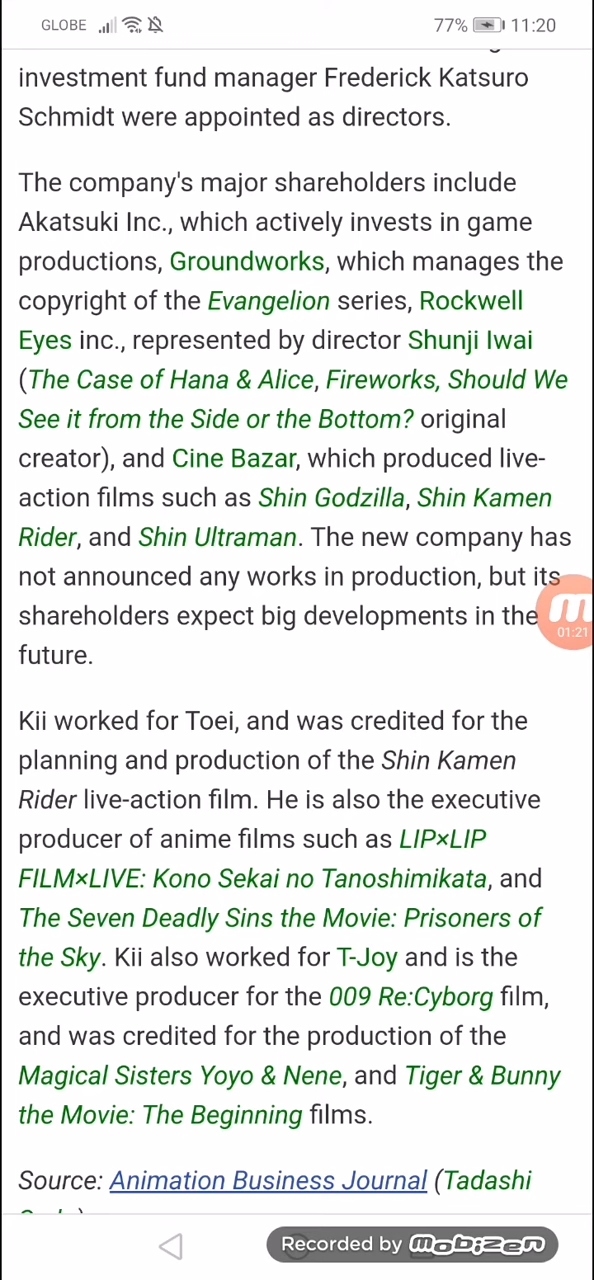 GLOBE 77% 11:20
investment fund manager Frederick Katsuro
Schmidt were appointed as directors.
The company's major shareholders include
Akatsuki Inc., which actively invests in game
productions, Groundworks, which manages the
copyright of the Evangelion series, Rockwell
Eyes inc., represented by director Shunji Iwai
(The Case of Hana & Alice, Fireworks, Should We
See it from the Side or the Bottom? original
creator), and Cine Bazar, which produced live-
action films such as Shin Godzilla, Shin Kamen
Rider, and Shin Ultraman. The new company has
not announced any works in production, but its
shareholders expect big developments in the
future.
01:21
Kii worked for Toei, and was credited for the
planning and production of the Shin Kamen
Rider live-action film. He is also the executive
producer of anime films such as LIP×LIP
FILM×LIVE: Kono Sekai no Tanoshimikata, and
The Seven Deadly Sins the Movie: Prisoners of
the Sky. Kii also worked for T-Joy and is the
executive producer for the 009 Re:Cyborg film,
and was credited for the production of the
Magical Sisters Yoyo & Nene, and Tiger & Bunny
the Movie: The Beginning films.
Source: Animation Business Journal (Tadashi
Recorded by mobizen